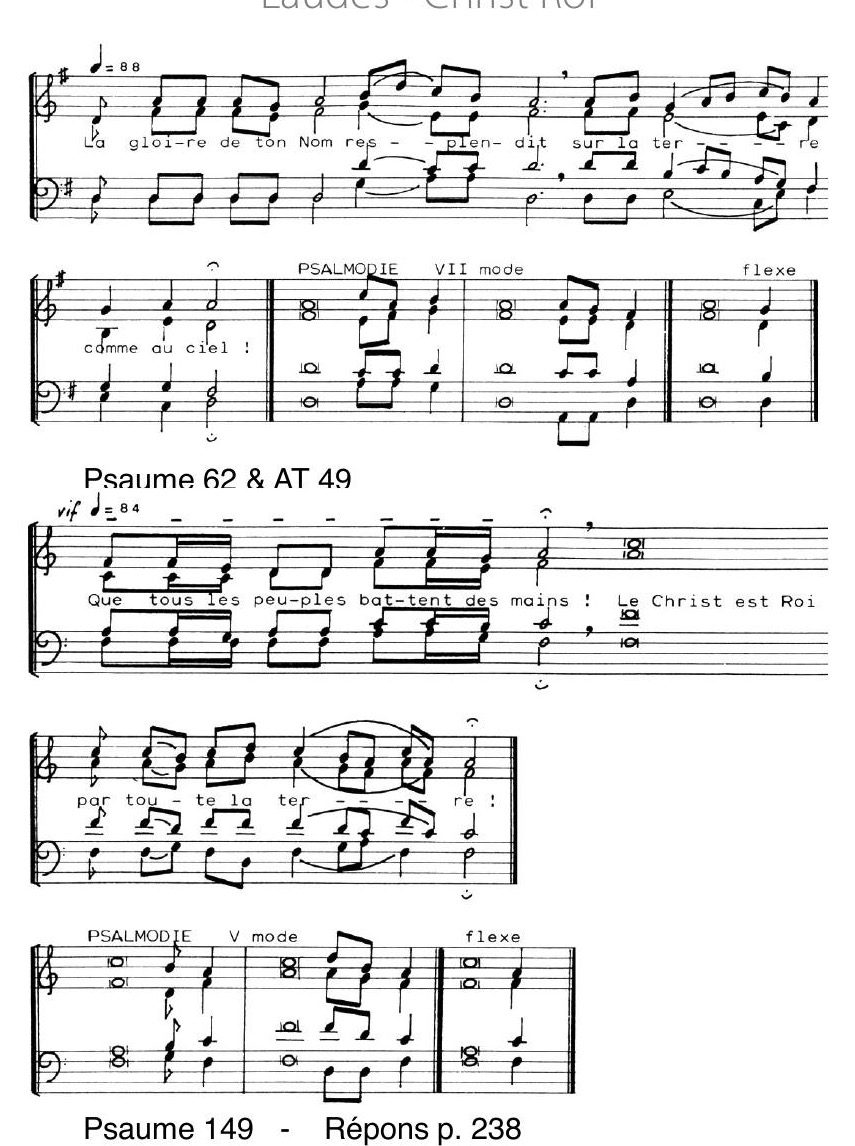 Laudes - Christ Roi
♩= 88
La gloi-re de ton Nom res - - plen- dit sur la ter - - - - re
PSALMODIE VII mode flexe
comme au ciel !
Psaume 62 & AT 49
vif ♩= 84
Que tous les peu-ples bat-tent des mains ! Le Christ est Roi
par tou - te la ter - - - - re !
PSALMODIE V mode flexe
Psaume 149 - Répons p. 238